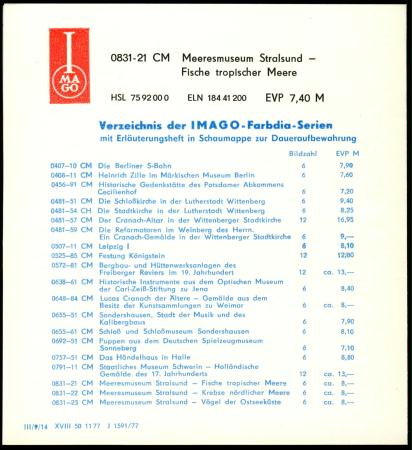 I
MA
GO
0831-21 CM Meeresmuseum Stralsund –
Fische tropischer Meere
HSL 75 92 00 0 ELN 184 41 200 EVP 7,40 M
Verzeichnis der IMAGO-Farbdia-Serien
mit Erläuterungsheft in Schaumappe zur Daueraufbewahrung
Bildzahl EVP M
0407–10 CM Die Berliner S-Bahn 6 7,90
0408–11 CM Heinrich Zille im Märkischen Museum Berlin 6 7,60
0456–91 CM Historische Gedenkstätte des Potsdamer Abkommens
Cecilienhof 6 7,20
0481–51 CM Die Schloßkirche in der Lutherstadt Wittenberg 6 9,40
0481–54 CH Die Stadtkirche in der Lutherstadt Wittenberg 6 8,25
0481–57 CM Der Cranach-Altar in der Wittenberger Stadtkirche 12 16,95
0481–59 CM Die Reformatoren im Weinberg des Herrn.
Ein Cranach-Gemälde in der Wittenberger Stadtkirche 6 9,—
0507–11 CM Leipzig I 6 8,10
0525–85 CM Festung Königstein 12 12,80
0572–81 CM Bergbau- und Hüttenwerksanlagen des
Freiberger Reviers im 19. Jahrhundert 12 ca. 13,—
0638–61 CM Historische Instrumente aus dem Optischen Museum
der Carl-Zeiß-Stiftung zu Jena 6 8,40
0648–84 CM Lucas Cranach der Ältere – Gemälde aus dem
Besitz der Kunstsammlungen zu Weimar 6 ca. 8,—
0655–51 CM Sondershausen, Stadt der Musik und des
Kalibergbaus 6 7,90
0655–61 CM Schloß und Schloßmuseum Sondershausen 6 8,10
0692–51 CM Puppen aus dem Deutschen Spielzeugmuseum
Sonneberg 6 7,10
0757–51 CM Das Händelhaus in Halle 6 8,80
0791–11 CM Staatliches Museum Schwerin – Holländische
Gemälde des 17. Jahrhunderts 12 ca. 13,—
0831–21 CM Meeresmuseum Stralsund – Fische tropischer Meere 6 ca. 8,—
0831–22 CM Meeresmuseum Stralsund – Krebse nördlicher Meere 6 ca. 8,—
0831–23 CM Meeresmuseum Stralsund – Vögel der Ostseeküste 6 ca. 8,—
III/9/14 XVIII 50 11 77 J 1591/77